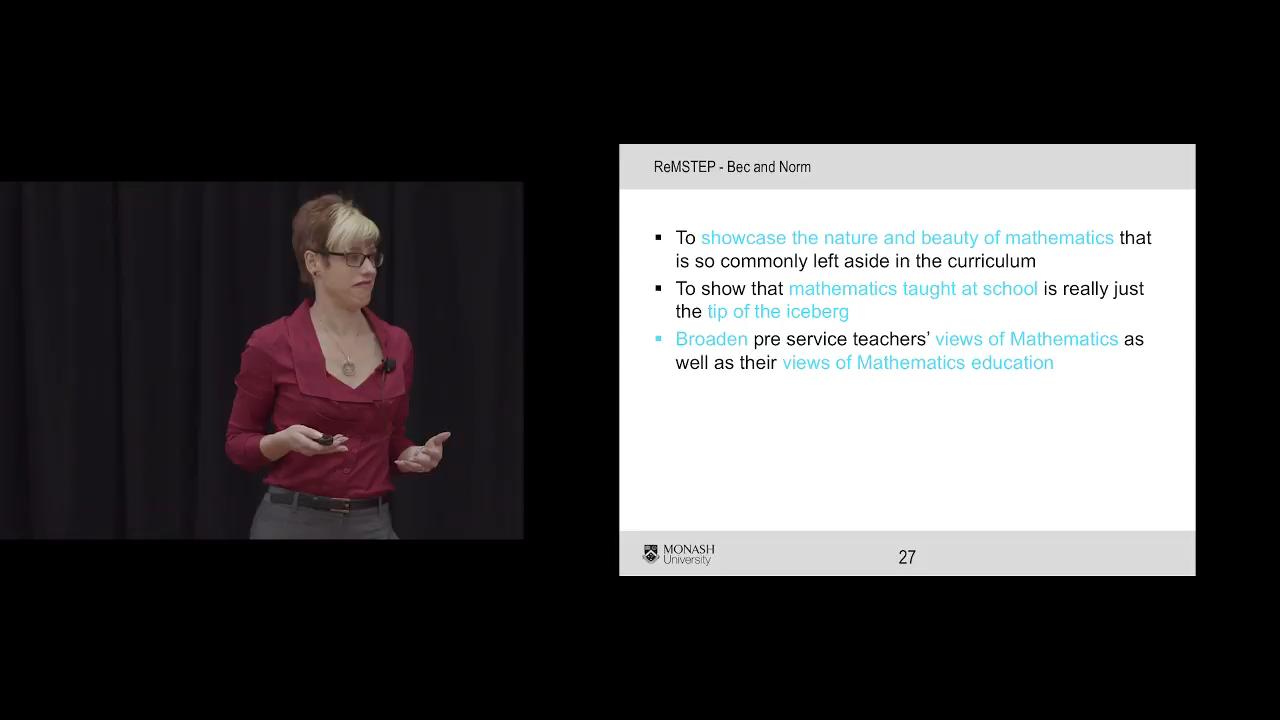 ReMSTEP - Bec and Norm
▪ To showcase the nature and beauty of mathematics that
is so commonly left aside in the curriculum
▪ To show that mathematics taught at school is really just
the tip of the iceberg
▪ Broaden pre service teachers’ views of Mathematics as
well as their views of Mathematics education
MONASH
University
27